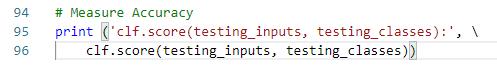 94 # Measure Accuracy
95 print ('clf.score(testing_inputs, testing_classes):', \
96 clf.score(testing_inputs, testing_classes))